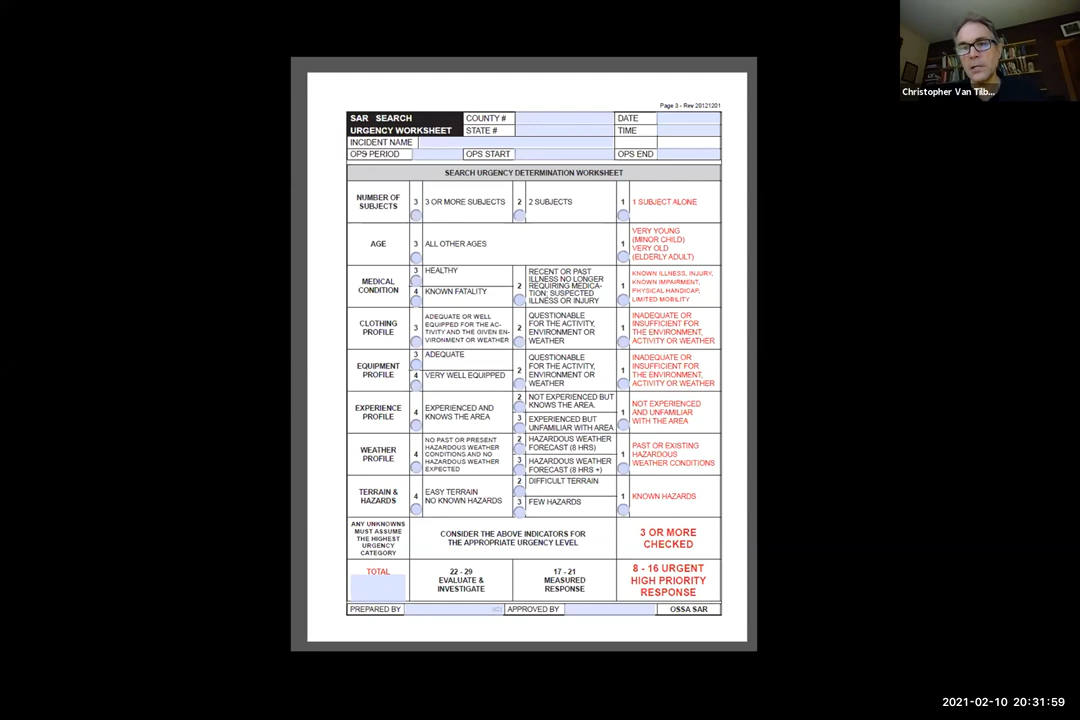 Christopher Van Tilb...
Page 3 - Rev 20121201
SAR SEARCH
URGENCY WORKSHEET
COUNTY #
STATE #
DATE
TIME
INCIDENT NAME
OPS PERIOD
OPS START
OPS END
SEARCH URGENCY DETERMINATION WORKSHEET
NUMBER OF
SUBJECTS
3
3 OR MORE SUBJECTS
2
2 SUBJECTS
1
1 SUBJECT ALONE
AGE
3
ALL OTHER AGES
1
VERY YOUNG
(MINOR CHILD)
VERY OLD
(ELDERLY ADULT)
MEDICAL
CONDITION
3
HEALTHY
4
KNOWN FATALITY
2
RECENT OR PAST
ILLNESS NO LONGER
REQUIRING MEDICA-
TION; SUSPECTED
ILLNESS OR INJURY
1
KNOWN ILLNESS, INJURY,
KNOWN IMPAIRMENT,
PHYSICAL HANDICAP,
LIMITED MOBILITY
CLOTHING
PROFILE
3
ADEQUATE OR WELL
EQUIPPED FOR THE AC-
TIVITY AND THE GIVEN EN-
VIRONMENT OR WEATHER
2
QUESTIONABLE
FOR THE ACTIVITY,
ENVIRONMENT OR
WEATHER
1
INADEQUATE OR
INSUFFICIENT FOR
THE ENVIRONMENT,
ACTIVITY OR WEATHER
EQUIPMENT
PROFILE
3
ADEQUATE
4
VERY WELL EQUIPPED
2
QUESTIONABLE
FOR THE ACTIVITY,
ENVIRONMENT OR
WEATHER
1
INADEQUATE OR
INSUFFICIENT FOR
THE ENVIRONMENT,
ACTIVITY OR WEATHER
EXPERIENCE
PROFILE
4
EXPERIENCED AND
KNOWS THE AREA
2
NOT EXPERIENCED BUT
KNOWS THE AREA.
3
EXPERIENCED BUT
UNFAMILIAR WITH AREA
1
NOT EXPERIENCED
AND UNFAMILIAR
WITH THE AREA
WEATHER
PROFILE
4
NO PAST OR PRESENT
HAZARDOUS WEATHER
CONDITIONS AND NO
HAZARDOUS WEATHER
EXPECTED
2
HAZARDOUS WEATHER
FORECAST (8 HRS)
3
HAZARDOUS WEATHER
FORECAST (8 HRS +)
1
PAST OR EXISTING
HAZARDOUS
WEATHER CONDITIONS
TERRAIN &
HAZARDS
4
EASY TERRAIN
NO KNOWN HAZARDS
2
DIFFICULT TERRAIN
3
FEW HAZARDS
1
KNOWN HAZARDS
ANY UNKNOWNS
MUST ASSUME
THE HIGHEST
URGENCY
CATEGORY
CONSIDER THE ABOVE INDICATORS FOR
THE APPROPRIATE URGENCY LEVEL
3 OR MORE
CHECKED
TOTAL
22 - 29
EVALUATE &
INVESTIGATE
17 - 21
MEASURED
RESPONSE
8 - 16 URGENT
HIGH PRIORITY
RESPONSE
PREPARED BY
APPROVED BY
OSSA SAR
2021-02-10 20:31:59